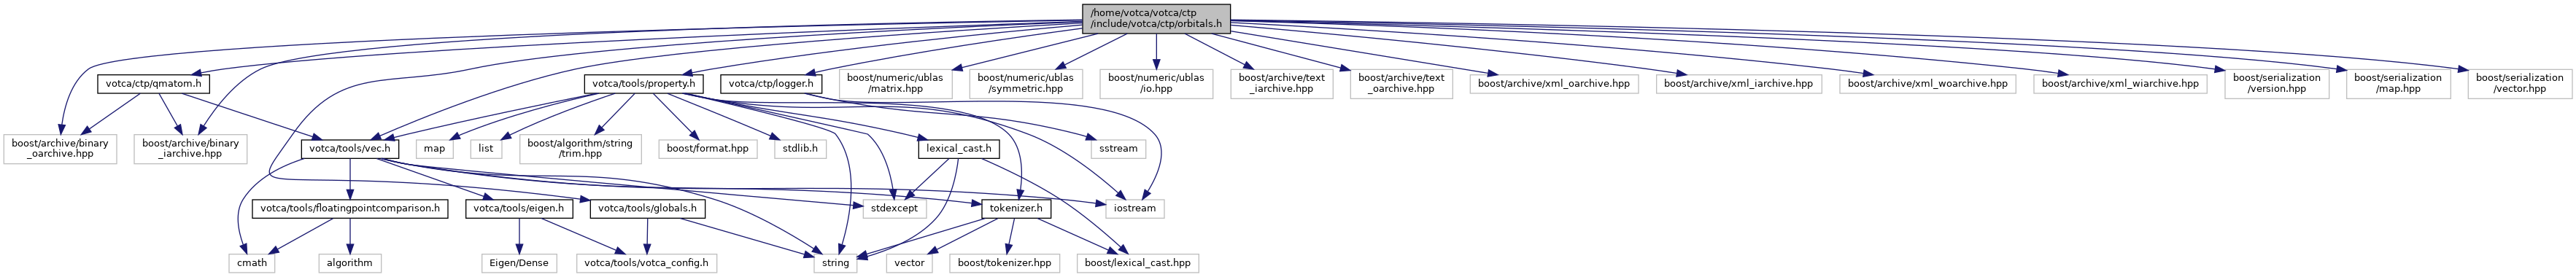 /home/votca/votca/ctp
/include/votca/ctp/orbitals.h
votca/ctp/qmatom.h
votca/tools/property.h
votca/ctp/logger.h
boost/numeric/ublas
/matrix.hpp
boost/numeric/ublas
/symmetric.hpp
boost/numeric/ublas
/io.hpp
boost/archive/text
_iarchive.hpp
boost/archive/text
_oarchive.hpp
boost/archive/xml_oarchive.hpp
boost/archive/xml_iarchive.hpp
boost/archive/xml_woarchive.hpp
boost/archive/xml_wiarchive.hpp
boost/serialization
/version.hpp
boost/serialization
/map.hpp
boost/serialization
/vector.hpp
boost/archive/binary
_oarchive.hpp
boost/archive/binary
_iarchive.hpp
votca/tools/vec.h
map
list
boost/algorithm/string
/trim.hpp
boost/format.hpp
stdlib.h
lexical_cast.h
sstream
votca/tools/floatingpointcomparison.h
votca/tools/eigen.h
votca/tools/globals.h
stdexcept
tokenizer.h
iostream
cmath
algorithm
Eigen/Dense
votca/tools/votca_config.h
string
vector
boost/tokenizer.hpp
boost/lexical_cast.hpp